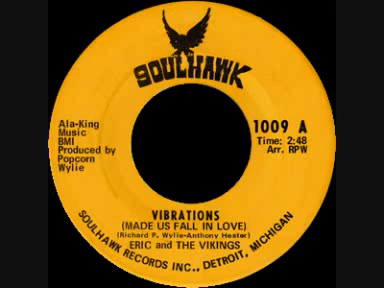 SOULHAWK
Ala-King
Music
BMI
Produced by
Popcorn
Wylie
1009 A
Time: 2:48
Arr. RPW
VIBRATIONS
(MADE US FALL IN LOVE)
(Richard P. Wylie-Anthony Hester)
ERIC and THE VIKINGS
SOULHAWK RECORDS INC., DETROIT, MICHIGAN